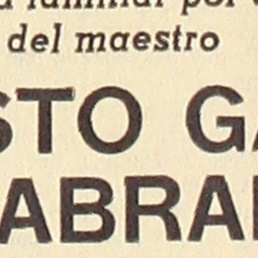 familiar por
del maestro
STO GA
ABRA